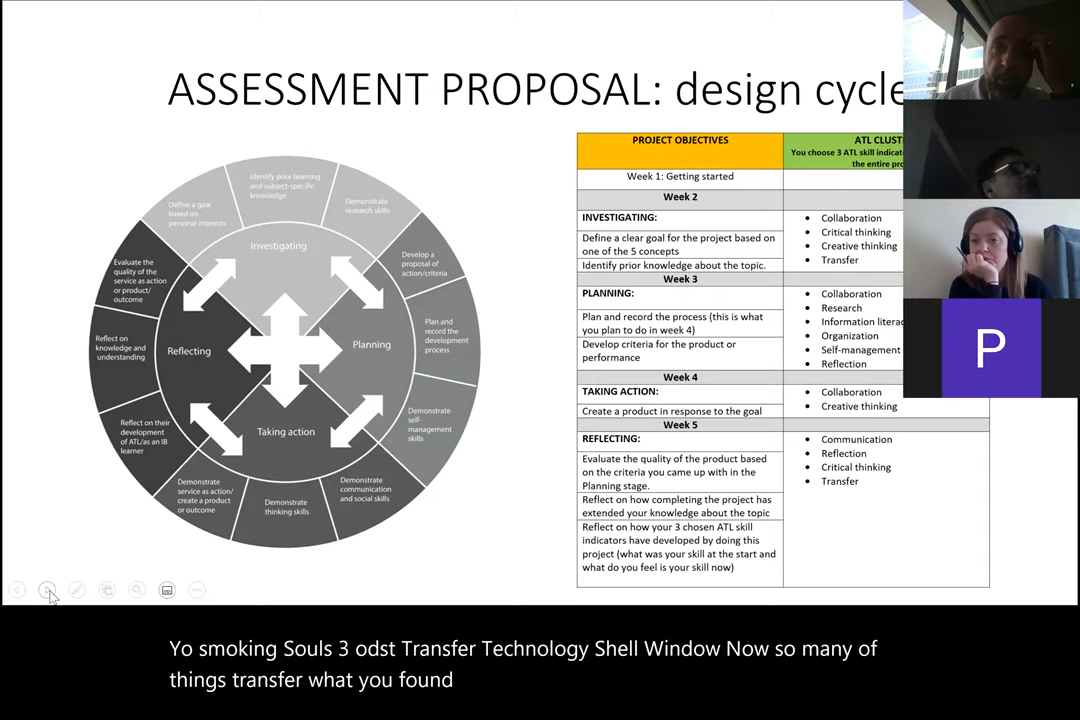 ASSESSMENT PROPOSAL: design cycle
Define a goal
based on
personal interests
Identify prior learning
and subject-specific
knowledge
Demonstrate
research skills
Develop a
proposal of
action/criteria
Plan and
record the
development
process
Demonstrate
self-
management
skills
Demonstrate
communication
and social skills
Demonstrate
thinking skills
Demonstrate
service as action/
create a product
or outcome
Reflect on their
development
of ATL/as an IB
learner
Reflect on
knowledge and
understanding
Evaluate the
quality of the
service as action
or product/
outcome
Investigating
Planning
Taking action
Reflecting
PROJECT OBJECTIVES
ATL CLUST
You choose 3 ATL skill indicat
the entire pro
Week 1: Getting started
Week 2
INVESTIGATING:
Define a clear goal for the project based on
one of the 5 concepts
Identify prior knowledge about the topic.
• Collaboration
• Critical thinking
• Creative thinking
• Transfer
Week 3
PLANNING:
Plan and record the process (this is what
you plan to do in week 4)
Develop criteria for the product or
performance
• Collaboration
• Research
• Information literac
• Organization
• Self-management
• Reflection
Week 4
TAKING ACTION:
Create a product in response to the goal
• Collaboration
• Creative thinking
Week 5
REFLECTING:
Evaluate the quality of the product based
on the criteria you came up with in the
Planning stage.
Reflect on how completing the project has
extended your knowledge about the topic
Reflect on how your 3 chosen ATL skill
indicators have developed by doing this
project (what was your skill at the start and
what do you feel is your skill now)
• Communication
• Reflection
• Critical thinking
• Transfer
P
Yo smoking Souls 3 odst Transfer Technology Shell Window Now so many of
things transfer what you found